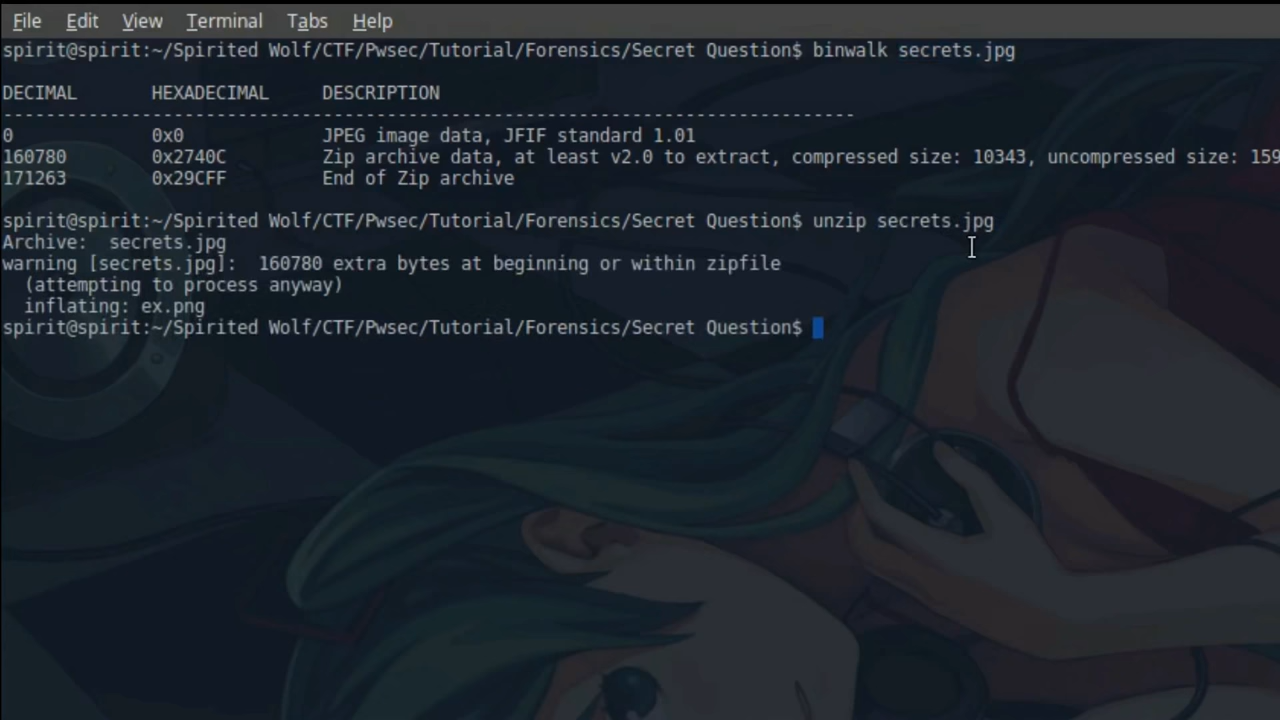 File Edit View Terminal Tabs Help
spirit@spirit:~/Spirited Wolf/CTF/Pwsec/Tutorial/Forensics/Secret Question$ binwalk secrets.jpg
DECIMAL HEXADECIMAL DESCRIPTION
--------------------------------------------------------------------------------
0 0x0 JPEG image data, JFIF standard 1.01
160780 0x2740C Zip archive data, at least v2.0 to extract, compressed size: 10343, uncompressed size: 159
171263 0x29CFF End of Zip archive
spirit@spirit:~/Spirited Wolf/CTF/Pwsec/Tutorial/Forensics/Secret Question$ unzip secrets.jpg
Archive:  secrets.jpg
warning [secrets.jpg]:  160780 extra bytes at beginning or within zipfile
  (attempting to process anyway)
  inflating: ex.png
spirit@spirit:~/Spirited Wolf/CTF/Pwsec/Tutorial/Forensics/Secret Question$